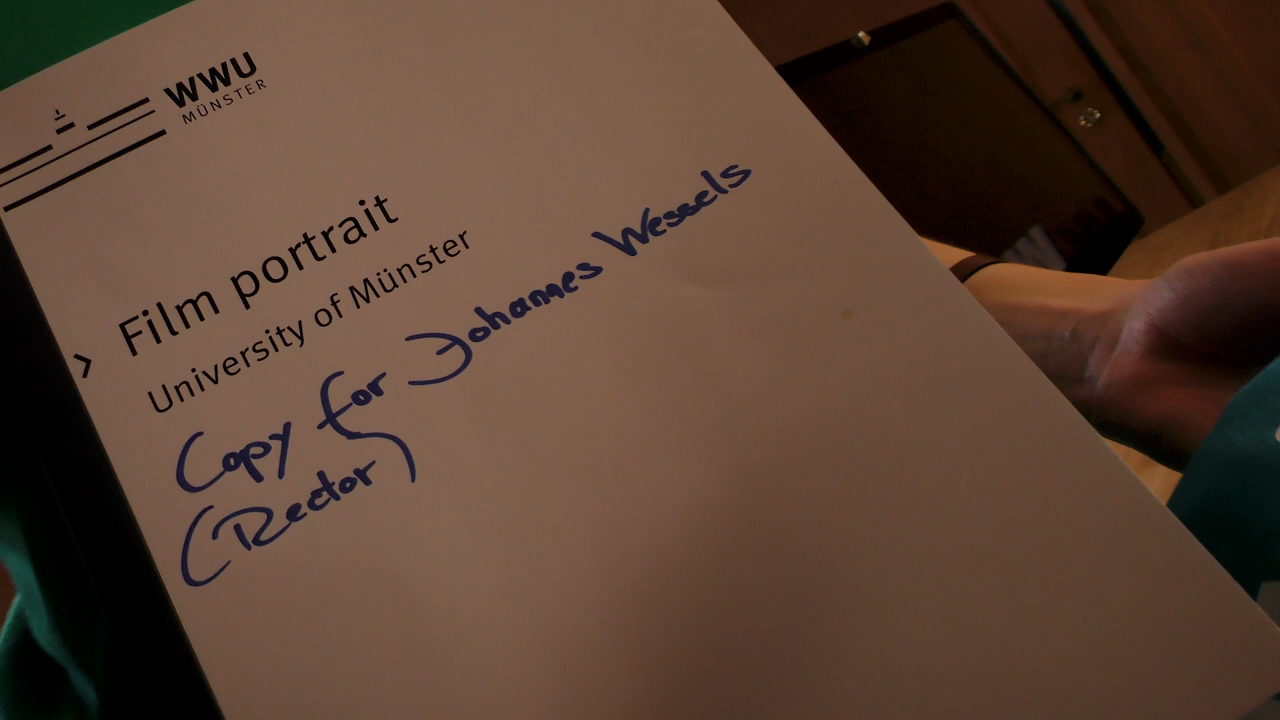 WWU
MÜNSTER
› Film portrait
University of Münster
Copy for Johannes Wessels
(Rector)